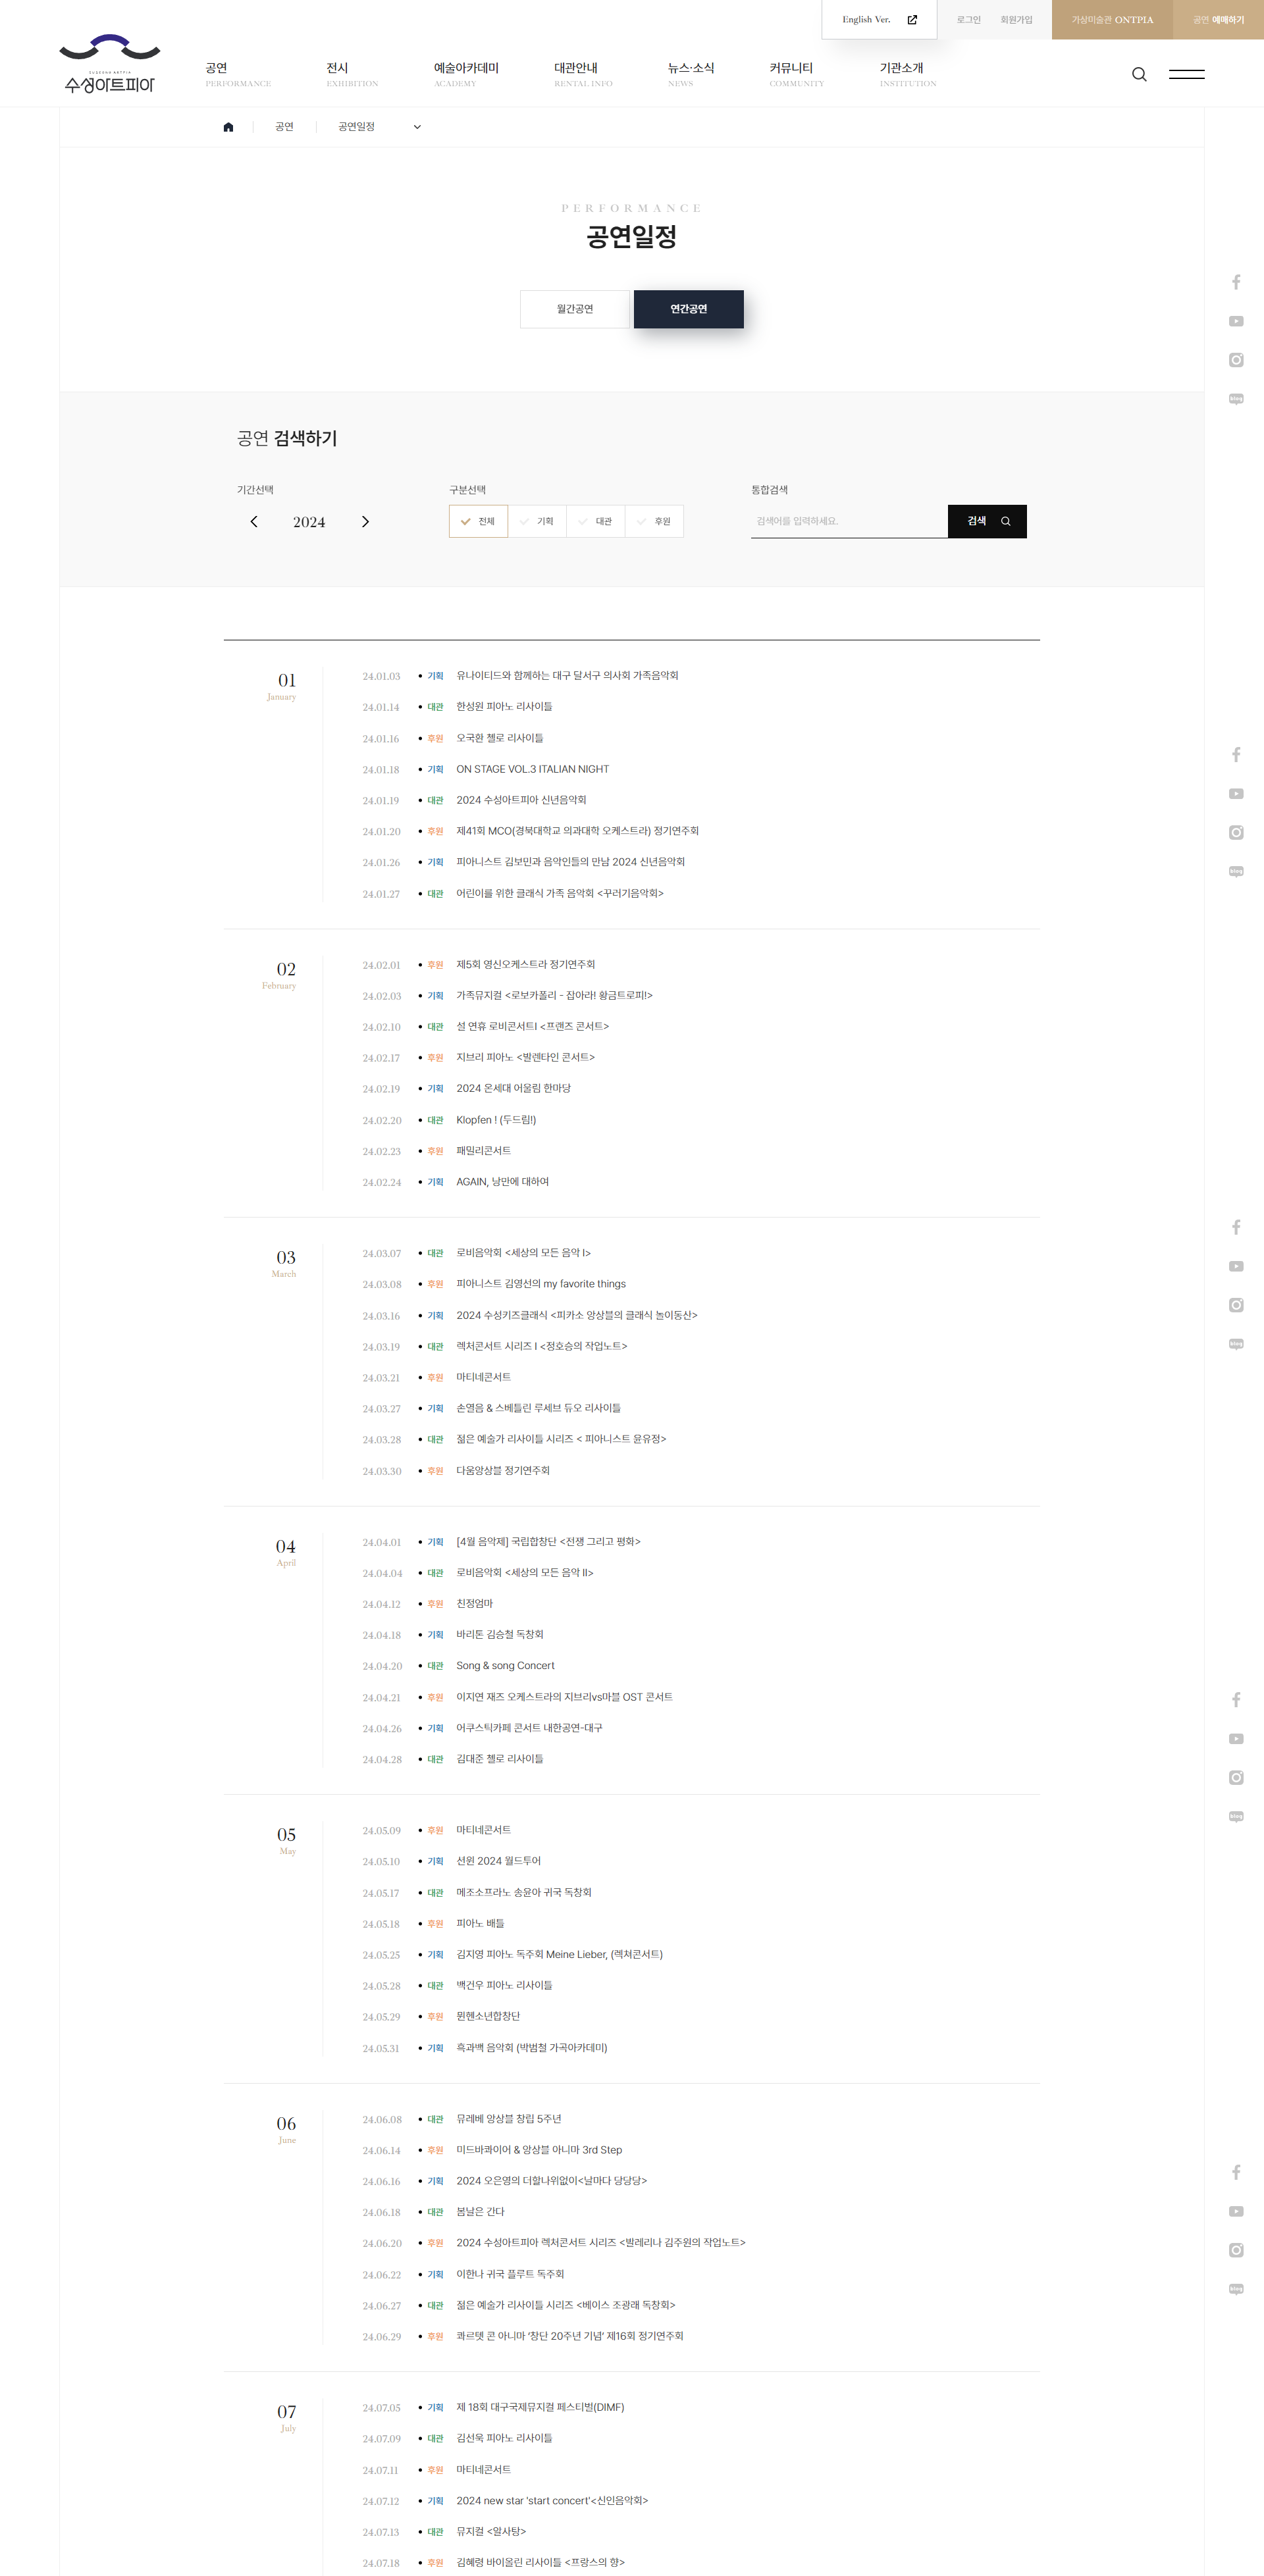 English Ver.
로그인
회원가입
가상미술관 ONTPIA
공연 예매하기
SUSEONG ARTPIA
수성아트피아
공연
PERFORMANCE
전시
EXHIBITION
예술아카데미
ACADEMY
대관안내
RENTAL INFO
뉴스·소식
NEWS
커뮤니티
COMMUNITY
기관소개
INSTITUTION
공연
공연일정
PERFORMANCE
공연일정
월간공연
연간공연
공연 검색하기
기간선택
2024
구분선택
전체
기획
대관
후원
통합검색
검색어를 입력하세요.
검색
01
January
24.01.03 기획 유나이티드와 함께하는 대구 달서구 의사회 가족음악회
24.01.14 대관 한성원 피아노 리사이틀
24.01.16 후원 오국환 첼로 리사이틀
24.01.18 기획 ON STAGE VOL.3 ITALIAN NIGHT
24.01.19 대관 2024 수성아트피아 신년음악회
24.01.20 후원 제41회 MCO(경북대학교 의과대학 오케스트라) 정기연주회
24.01.26 기획 피아니스트 김보민과 음악인들의 만남 2024 신년음악회
24.01.27 대관 어린이를 위한 클래식 가족 음악회 <꾸러기음악회>
02
February
24.02.01 후원 제5회 영신오케스트라 정기연주회
24.02.03 기획 가족뮤지컬 <로보카폴리 - 잡아라! 황금트로피!>
24.02.10 대관 설 연휴 로비콘서트I <프랜즈 콘서트>
24.02.17 후원 지브리 피아노 <발렌타인 콘서트>
24.02.19 기획 2024 온세대 어울림 한마당
24.02.20 대관 Klopfen ! (두드림!)
24.02.23 후원 패밀리콘서트
24.02.24 기획 AGAIN, 낭만에 대하여
03
March
24.03.07 대관 로비음악회 <세상의 모든 음악 I>
24.03.08 후원 피아니스트 김영선의 my favorite things
24.03.16 기획 2024 수성키즈클래식 <피카소 앙상블의 클래식 놀이동산>
24.03.19 대관 렉처콘서트 시리즈 I <정호승의 작업노트>
24.03.21 후원 마티네콘서트
24.03.27 기획 손열음 & 스베틀린 루세브 듀오 리사이틀
24.03.28 대관 젊은 예술가 리사이틀 시리즈 < 피아니스트 윤유정>
24.03.30 후원 다움앙상블 정기연주회
04
April
24.04.01 기획 [4월 음악제] 국립합창단 <전쟁 그리고 평화>
24.04.04 대관 로비음악회 <세상의 모든 음악 II>
24.04.12 후원 친정엄마
24.04.18 기획 바리톤 김승철 독창회
24.04.20 대관 Song & song Concert
24.04.21 후원 이지연 재즈 오케스트라의 지브리vs마블 OST 콘서트
24.04.26 기획 어쿠스틱카페 콘서트 내한공연-대구
24.04.28 대관 김대준 첼로 리사이틀
05
May
24.05.09 후원 마티네콘서트
24.05.10 기획 션윈 2024 월드투어
24.05.17 대관 메조소프라노 송윤아 귀국 독창회
24.05.18 후원 피아노 배틀
24.05.25 기획 김지영 피아노 독주회 Meine Lieber, (렉쳐콘서트)
24.05.28 대관 백건우 피아노 리사이틀
24.05.29 후원 뮌헨소년합창단
24.05.31 기획 흑과백 음악회 (박범철 가곡아카데미)
06
June
24.06.08 대관 뮤레베 앙상블 창립 5주년
24.06.14 후원 미드바콰이어 & 앙상블 아니마 3rd Step
24.06.16 기획 2024 오은영의 더할나위없이<날마다 당당당>
24.06.18 대관 봄날은 간다
24.06.20 후원 2024 수성아트피아 렉처콘서트 시리즈 <발레리나 김주원의 작업노트>
24.06.22 기획 이한나 귀국 플루트 독주회
24.06.27 대관 젊은 예술가 리사이틀 시리즈 <베이스 조광래 독창회>
24.06.29 후원 콰르텟 콘 아니마 '창단 20주년 기념' 제16회 정기연주회
07
July
24.07.05 기획 제 18회 대구국제뮤지컬 페스티벌(DIMF)
24.07.09 대관 김선욱 피아노 리사이틀
24.07.11 후원 마티네콘서트
24.07.12 기획 2024 new star 'start concert'<신인음악회>
24.07.13 대관 뮤지컬 <알사탕>
24.07.18 후원 김혜령 바이올린 리사이틀 <프랑스의 향>
blog
blog
blog
blog
blog